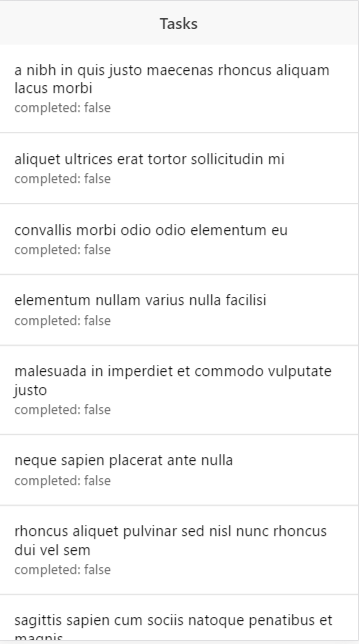 Tasks
a nibh in quis justo maecenas rhoncus aliquam
lacus morbi
completed: false
aliquet ultrices erat tortor sollicitudin mi
completed: false
convallis morbi odio odio elementum eu
completed: false
elementum nullam varius nulla facilisi
completed: false
malesuada in imperdiet et commodo vulputate
justo
completed: false
neque sapien placerat ante nulla
completed: false
rhoncus aliquet pulvinar sed nisl nunc rhoncus
dui vel sem
completed: false
sagittis sapien cum sociis natoque penatibus et
magnis